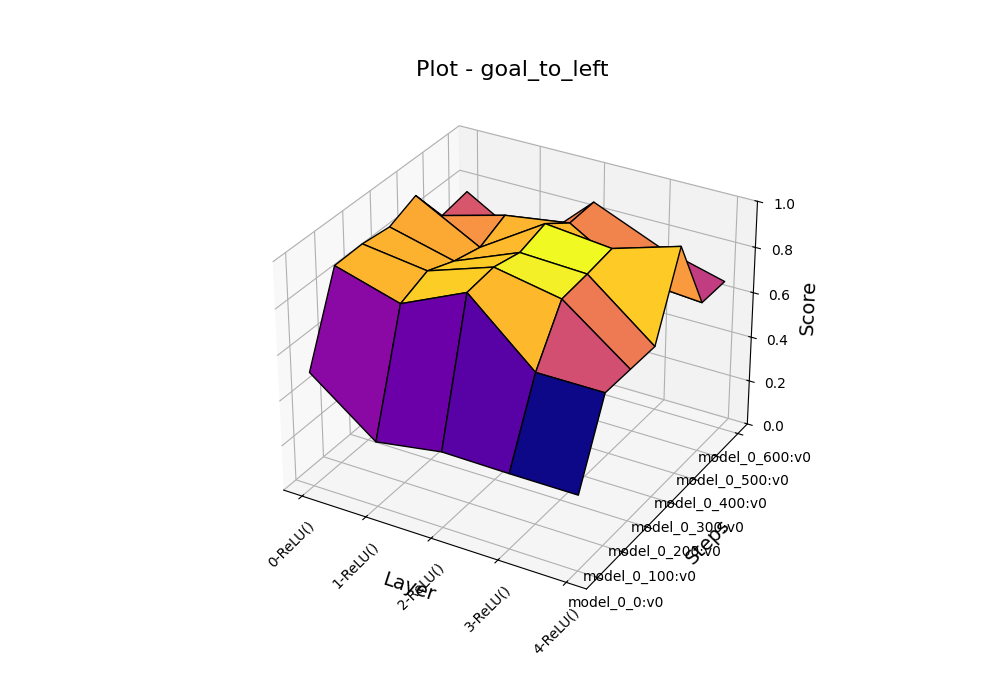 Plot - goal_to_left
1.0
0.8
0.6
0.4
0.2
0.0
Score
model_0_600:v0
model_0_500:v0
model_0_400:v0
model_0_300:v0
model_0_200:v0
model_0_100:v0
model_0_0:v0
Steps
0-ReLU()
1-ReLU()
2-ReLU()
3-ReLU()
4-ReLU()
Layer